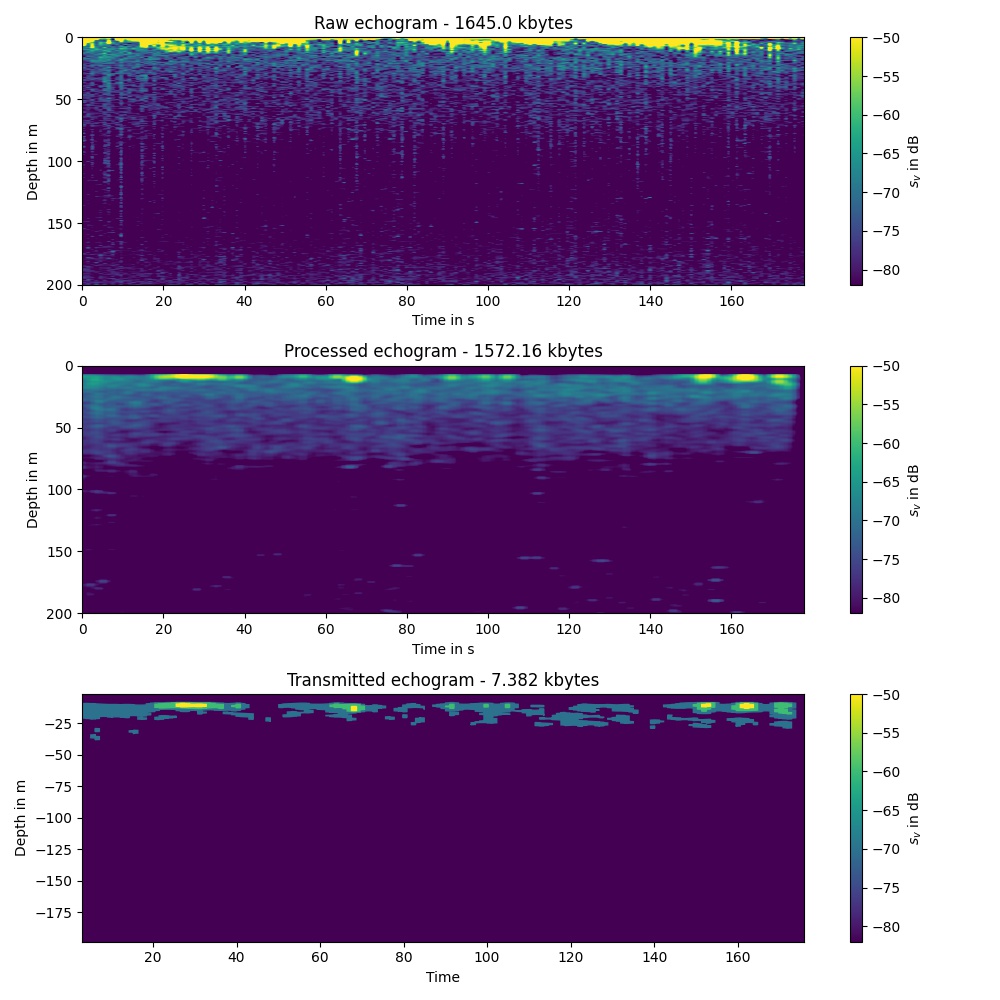 Raw echogram - 1645.0 kbytes
0
50
100
150
200
Depth in m
0 20 40 60 80 100 120 140 160
Time in s
−50
−55
−60
−65
−70
−75
−80
sv in dB
Processed echogram - 1572.16 kbytes
0
50
100
150
200
Depth in m
0 20 40 60 80 100 120 140 160
Time in s
−50
−55
−60
−65
−70
−75
−80
sv in dB
Transmitted echogram - 7.382 kbytes
−25
−50
−75
−100
−125
−150
−175
Depth in m
20 40 60 80 100 120 140 160
Time
−50
−55
−60
−65
−70
−75
−80
sv in dB